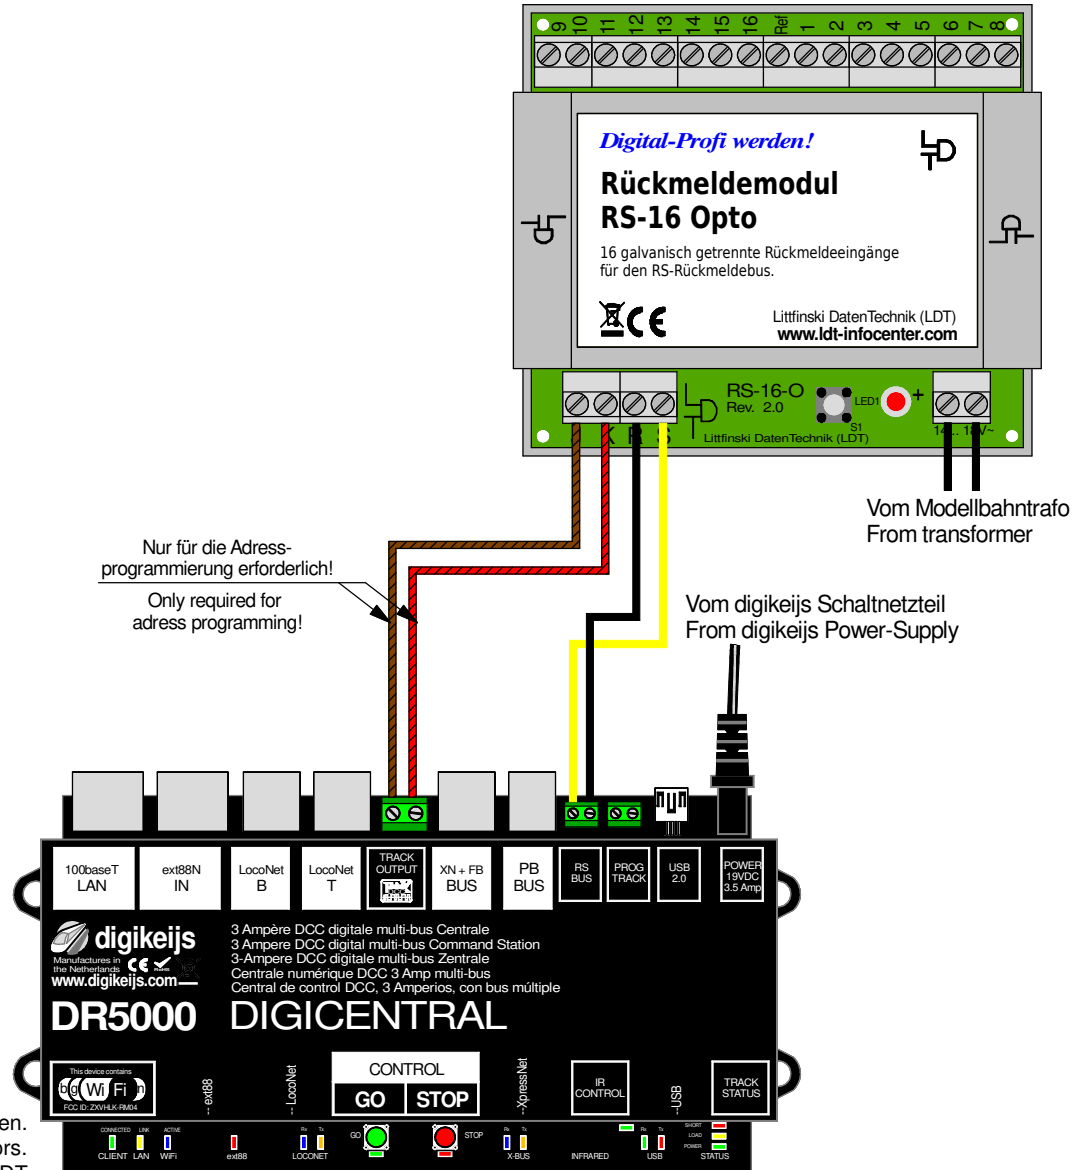 9 10 11 12 13 14 15 16 Ref 1 2 3 4 5 6 7 8
Digital-Profi werden!
Rückmeldemodul
RS-16 Opto
16 galvanisch getrennte Rückmeldeeingänge
für den RS-Rückmeldebus.
CE
Littfinski DatenTechnik (LDT)
www.ldt-infocenter.com
RS-16-O
Rev. 2.0
LED1
+
S1
K R S
Littfinski DatenTechnik (LDT)
14... 18V~
Vom Modellbahntrafo
From transformer
Nur für die Adress-
programmierung erforderlich!
Only required for
adress programming!
Vom digikeijs Schaltnetzteil
From digikeijs Power-Supply
100baseT
LAN
ext88N
IN
LocoNet
B
LocoNet
T
TRACK
OUTPUT
XN + FB
BUS
PB
BUS
RS
BUS
PROG
TRACK
USB
2.0
POWER
19VDC
3.5 Amp
digikeijs
Manufactures in
the Netherlands
CE
www.digikeijs.com
3 Ampère DCC digitale multi-bus Centrale
3 Ampere DCC digital multi-bus Command Station
3-Ampere DCC digitale multi-bus Zentrale
Centrale numérique DCC 3 Amp multi-bus
Central de control DCC, 3 Amperios, con bus múltiple
DR5000 DIGICENTRAL
This device contains
b g Wi Fi n
FCC ID: ZXVHLK-RM04
-- ext88
-- LocoNet
CONTROL
GO STOP
--XpressNet
IR
CONTROL
--USB
TRACK
STATUS
CONNECTED LINK ACTIVE
CLIENT LAN WiFi
ext88
Rx Tx
LOCONET
GO
STOP
Rx Tx
X-BUS
INFRARED
Rx Tx
USB
SHORT
LOAD
POWER
STATUS
en.
ors.
DT